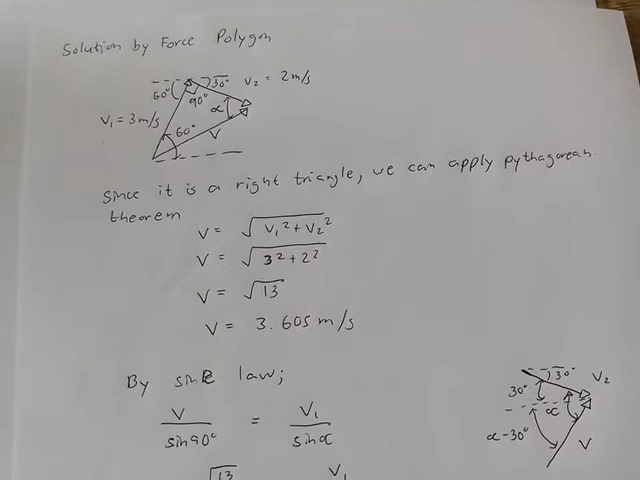 Solution by Force Polygon
60° 30° V₂ = 2m/s
90°
α
V₁ = 3m/s 60° V
Since it is a right triangle, we can apply pythagorean
theorem
V = √V₁² + V₂²
V = √3² + 2²
V = √13
V = 3.605 m/s
By sine law;
V / sin90° = V₁ / sinα
√13 V₁
30° V₂
30°
α
α-30° V